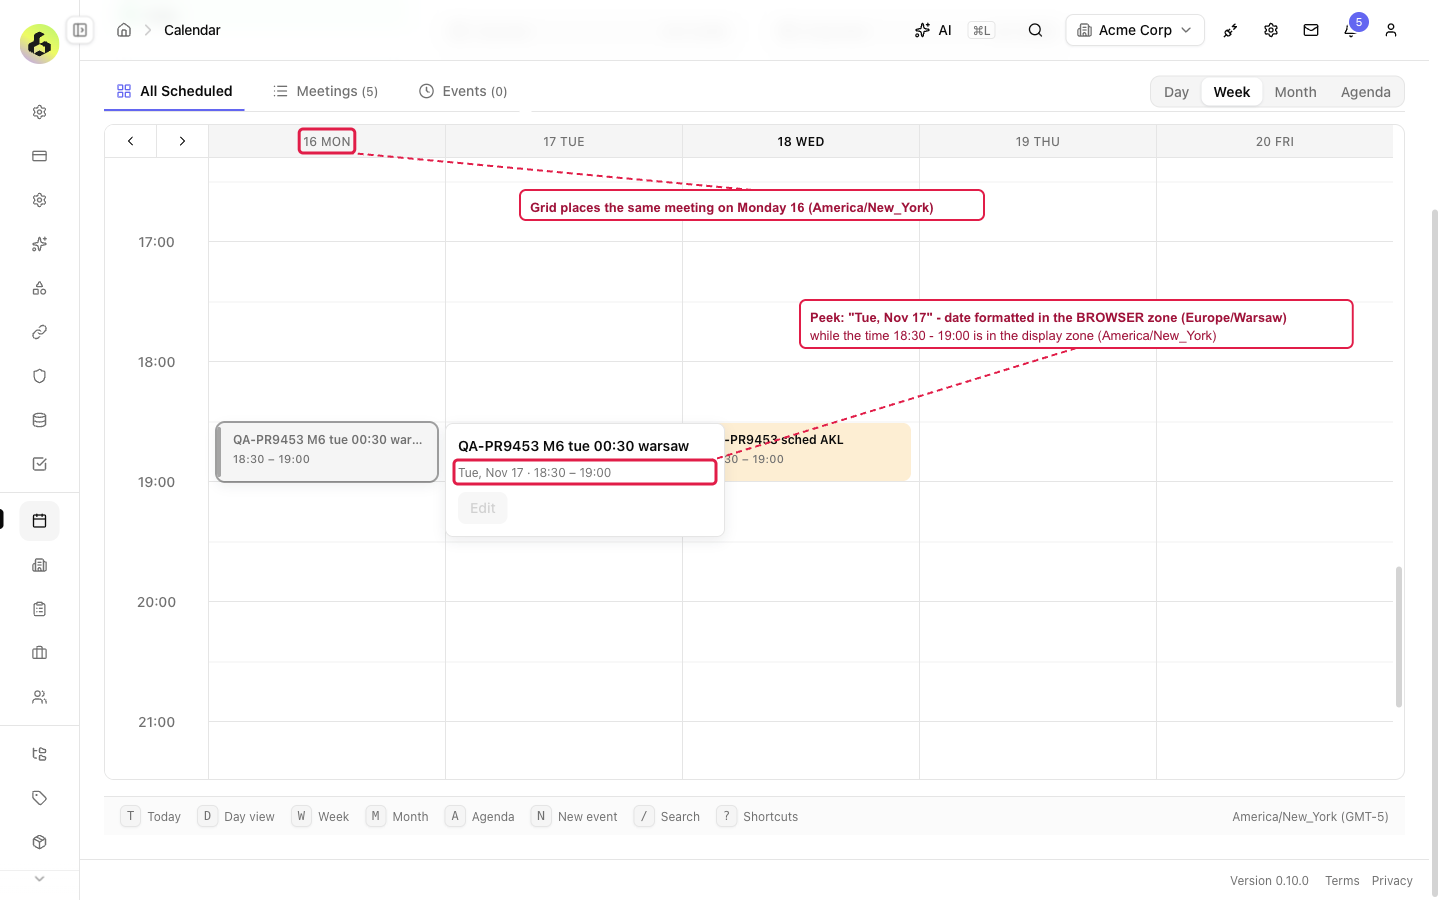 Calendar
AI
⌘L
Acme Corp
5
All Scheduled
Meetings (5)
Events (0)
Day
Week
Month
Agenda
16 MON
17 TUE
18 WED
19 THU
20 FRI
Grid places the same meeting on Monday 16 (America/New_York)
17:00
Peek: "Tue, Nov 17" - date formatted in the BROWSER zone (Europe/Warsaw)
while the time 18:30 - 19:00 is in the display zone (America/New_York)
18:00
QA-PR9453 M6 tue 00:30 war...
18:30 – 19:00
QA-PR9453 M6 tue 00:30 warsaw
Tue, Nov 17 · 18:30 – 19:00
Edit
-PR9453 sched AKL
30 – 19:00
19:00
20:00
21:00
T Today
D Day view
W Week
M Month
A Agenda
N New event
/ Search
? Shortcuts
America/New_York (GMT-5)
Version 0.10.0
Terms
Privacy